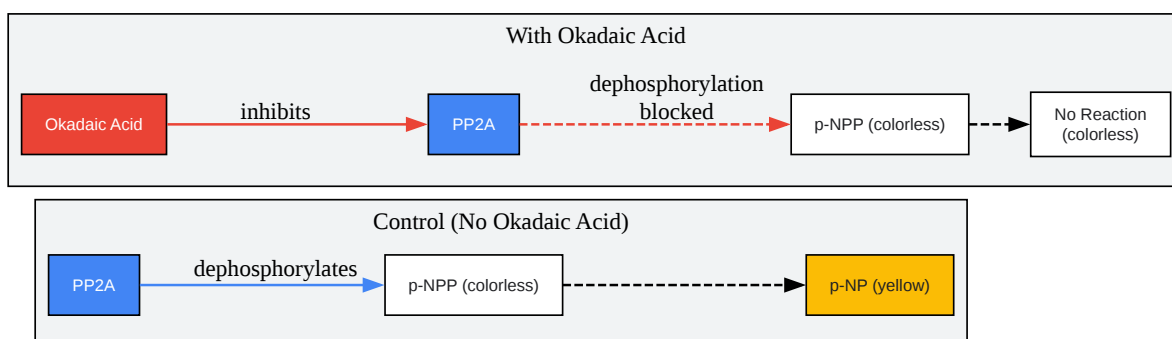 With Okadaic Acid
dephosphorylation
blocked
inhibits
Okadaic Acid
PP2A
p-NPP (colorless)
No Reaction
(colorless)
Control (No Okadaic Acid)
dephosphorylates
PP2A
p-NPP (colorless)
p-NP (yellow)